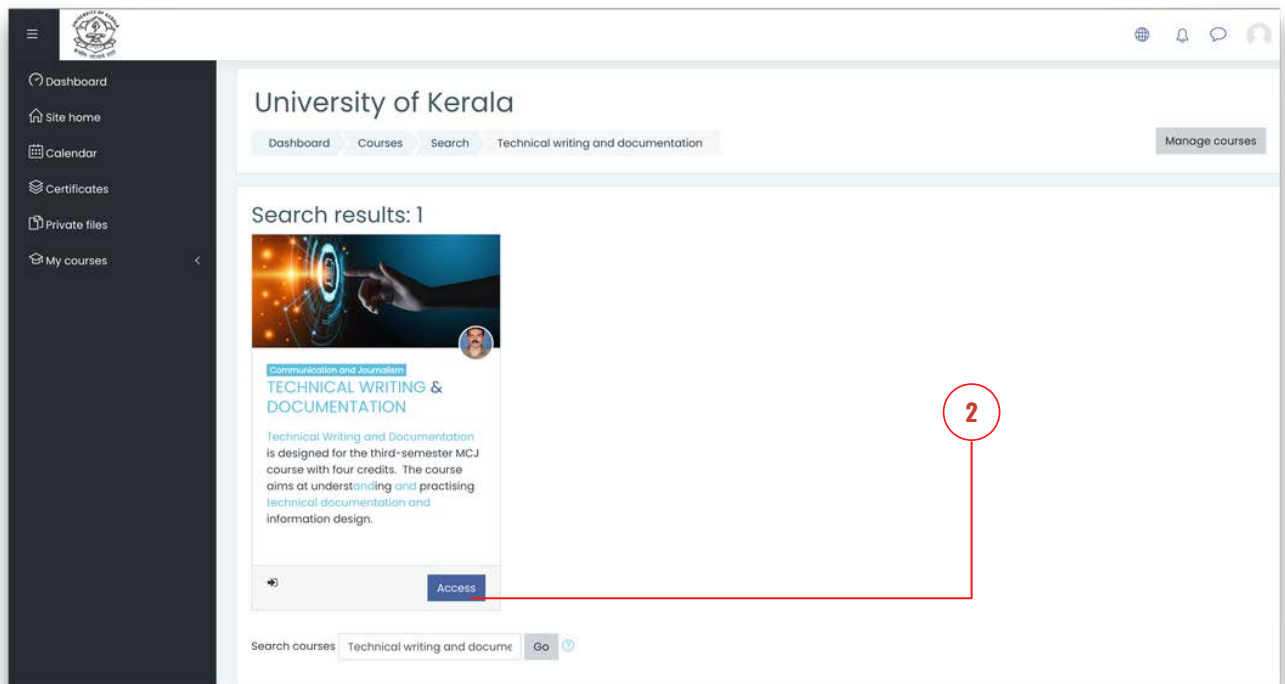 Dashboard
Site home
Calendar
Certificates
Private files
My courses
University of Kerala
Dashboard Courses Search Technical writing and documentation
Manage courses
Search results: 1
Communication and Journalism
TECHNICAL WRITING &
DOCUMENTATION
Technical Writing and Documentation
is designed for the third-semester MCJ
course with four credits. The course
aims at understanding and practising
technical documentation and
information design.
Access
2
Search courses Technical writing and docume Go